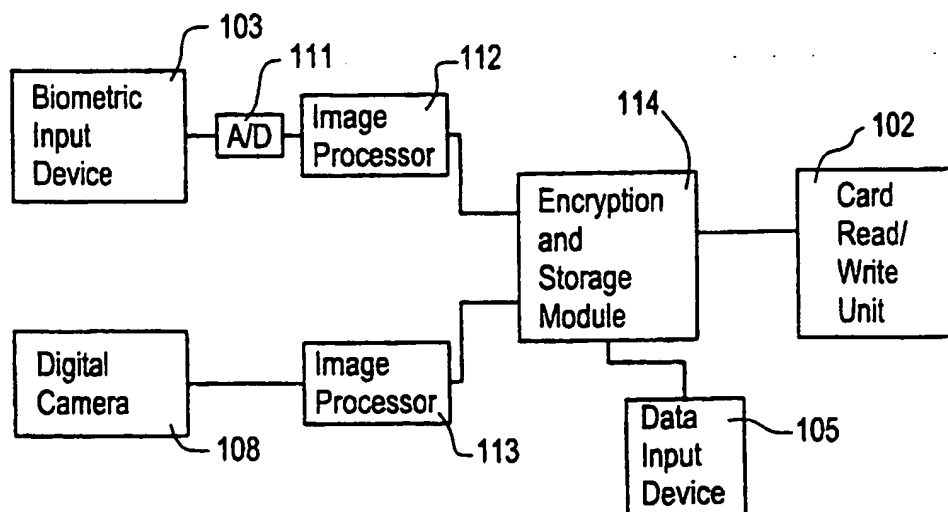 103
Biometric
Input
Device
111
A/D
112
Image
Processor
114
Encryption
and
Storage
Module
102
Card
Read/
Write
Unit
Digital
Camera
108
Image
Processor
113
Data
Input
Device
105